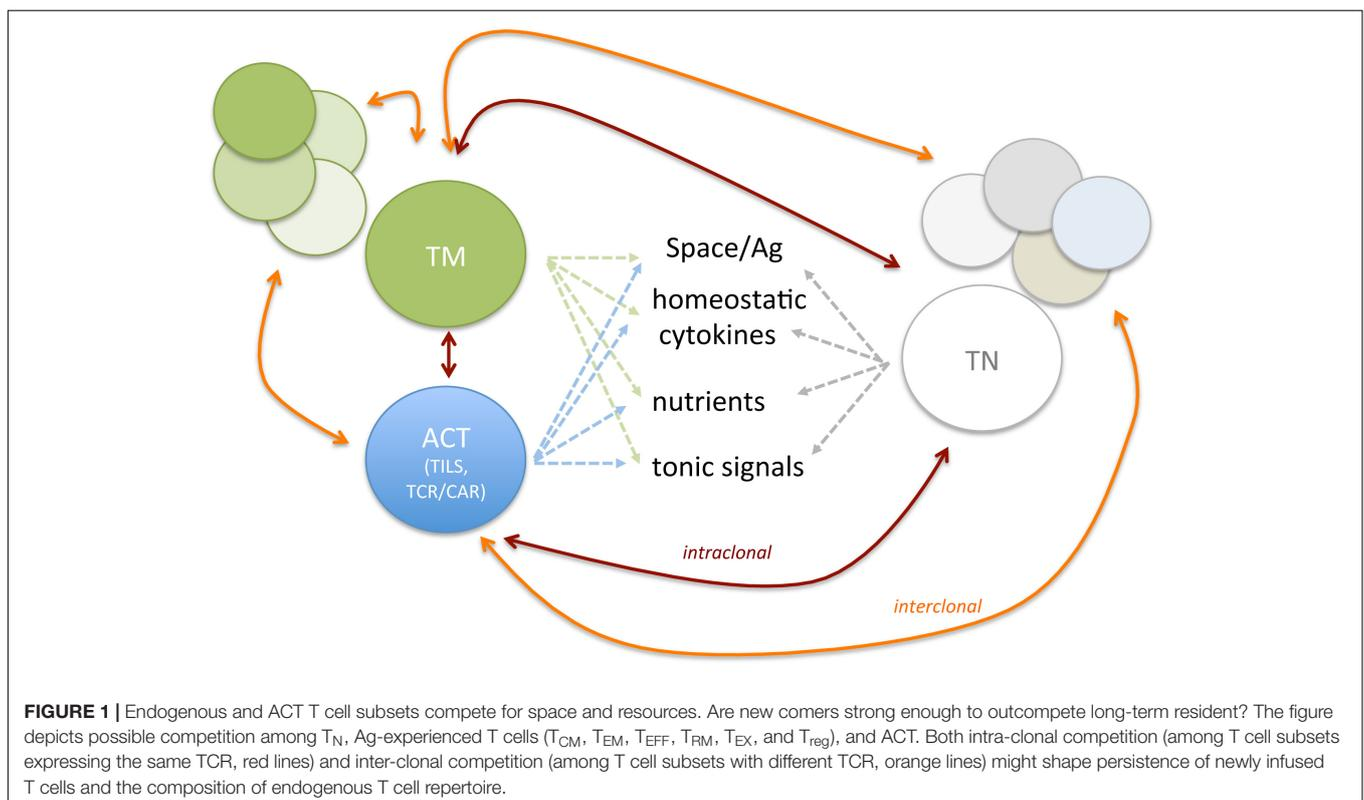 TM
Space/Ag
homeostatic
cytokines
TN
nutrients
ACT
(TILS,
TCR/CAR)
tonic signals
intraclonal
interclonal
FIGURE 1 | Endogenous and ACT T cell subsets compete for space and resources. Are new comers strong enough to outcompete long-term resident? The figure
depicts possible competition among TN, Ag-experienced T cells (TCM, TEM, TEFF, TRM, TEX, and Treg), and ACT. Both intra-clonal competition (among T cell subsets
expressing the same TCR, red lines) and inter-clonal competition (among T cell subsets with different TCR, orange lines) might shape persistence of newly infused
T cells and the composition of endogenous T cell repertoire.